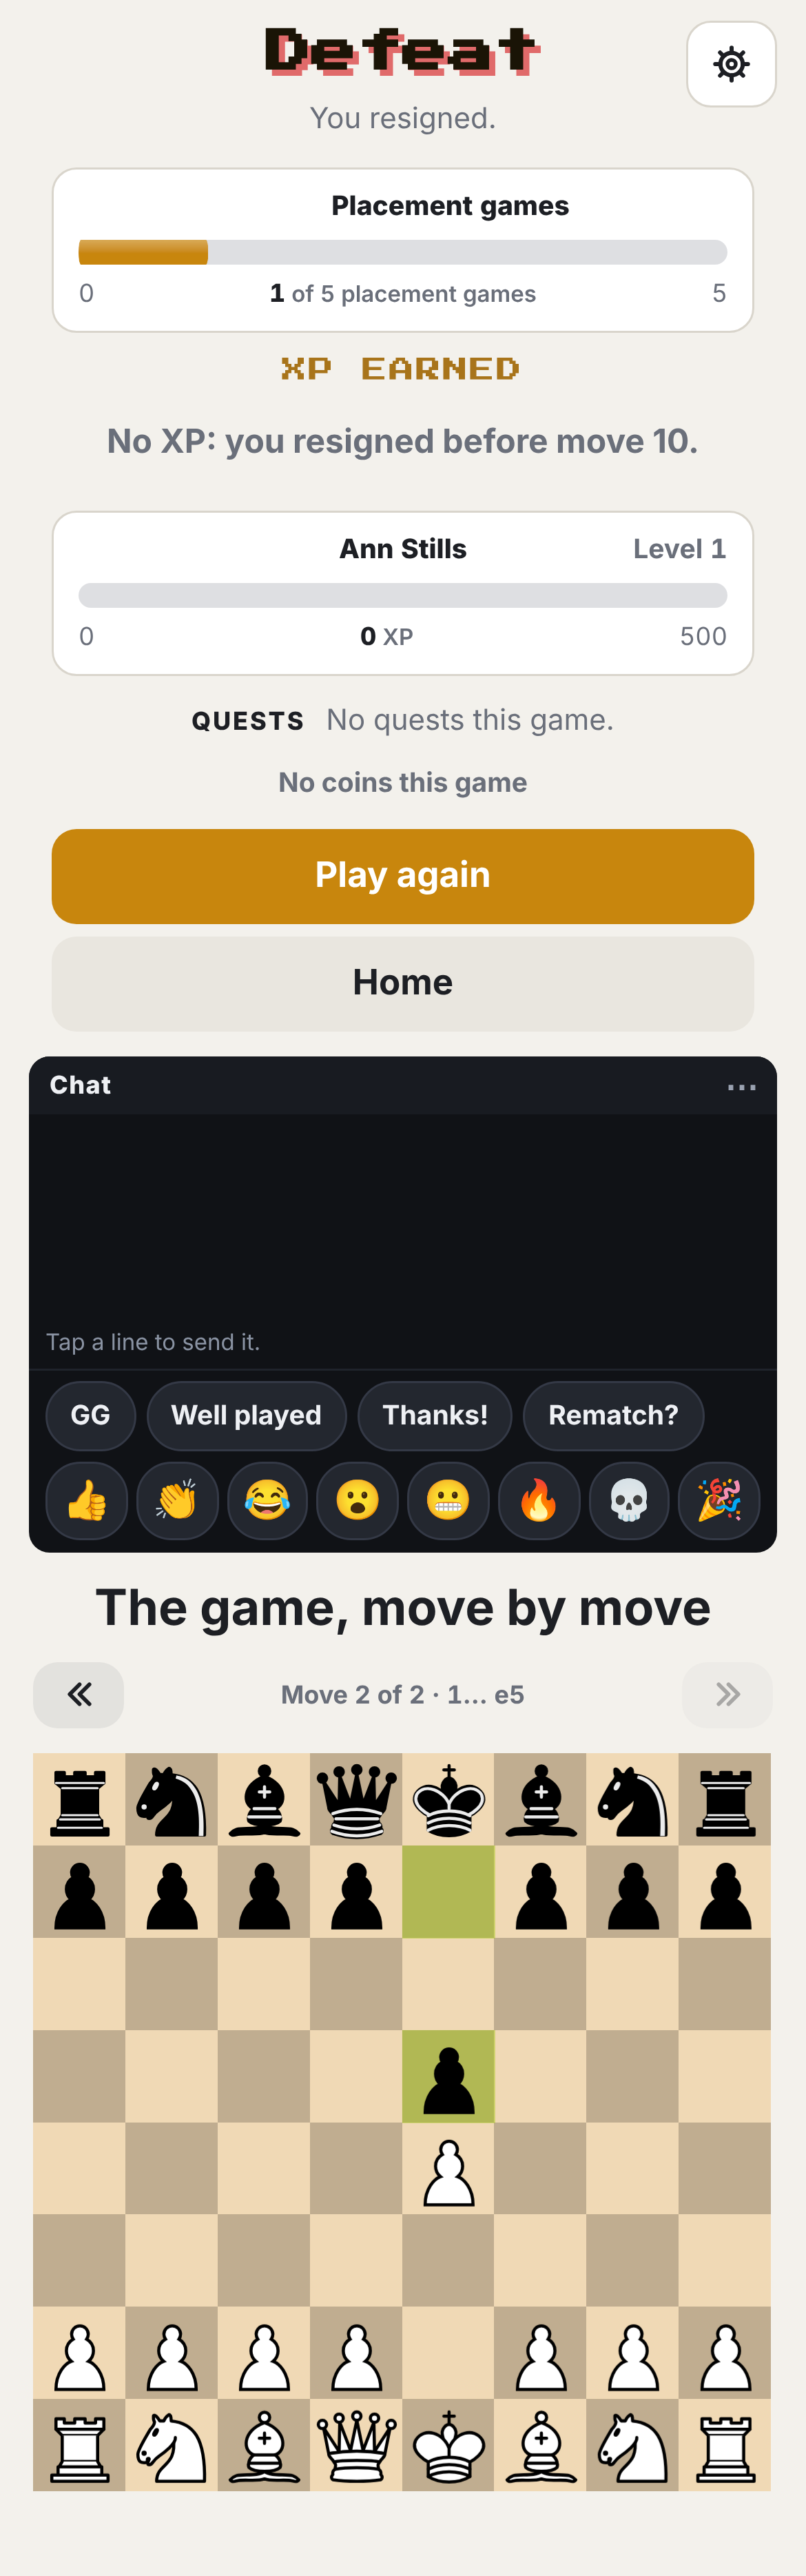 Defeat
You resigned.
Placement games
0 1 of 5 placement games 5
XP EARNED
No XP: you resigned before move 10.
Ann Stills Level 1
0 0 XP 500
QUESTS No quests this game.
No coins this game
Play again
Home
Chat ...
Tap a line to send it.
GG Well played Thanks! Rematch?
The game, move by move
Move 2 of 2 · 1... e5